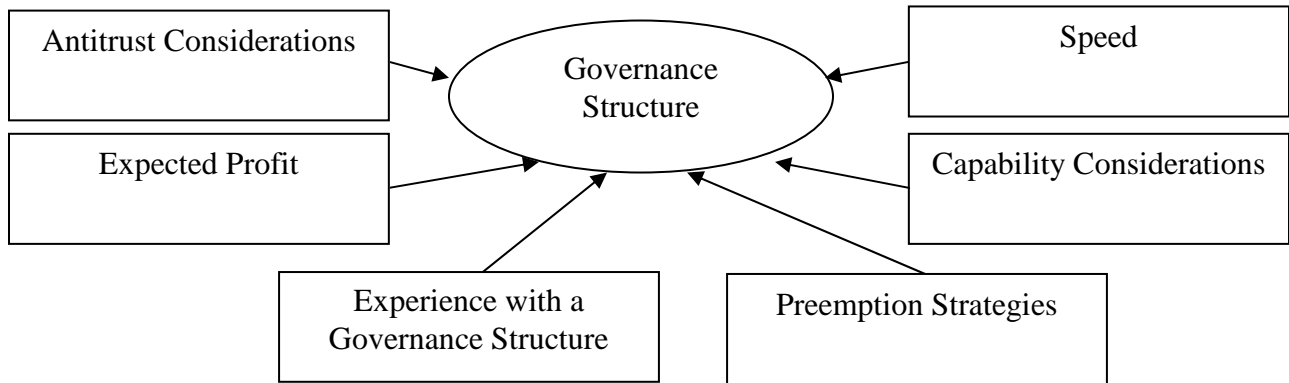 Antitrust Considerations
Governance
Structure
Speed
Expected Profit
Capability Considerations
Experience with a
Governance Structure
Preemption Strategies